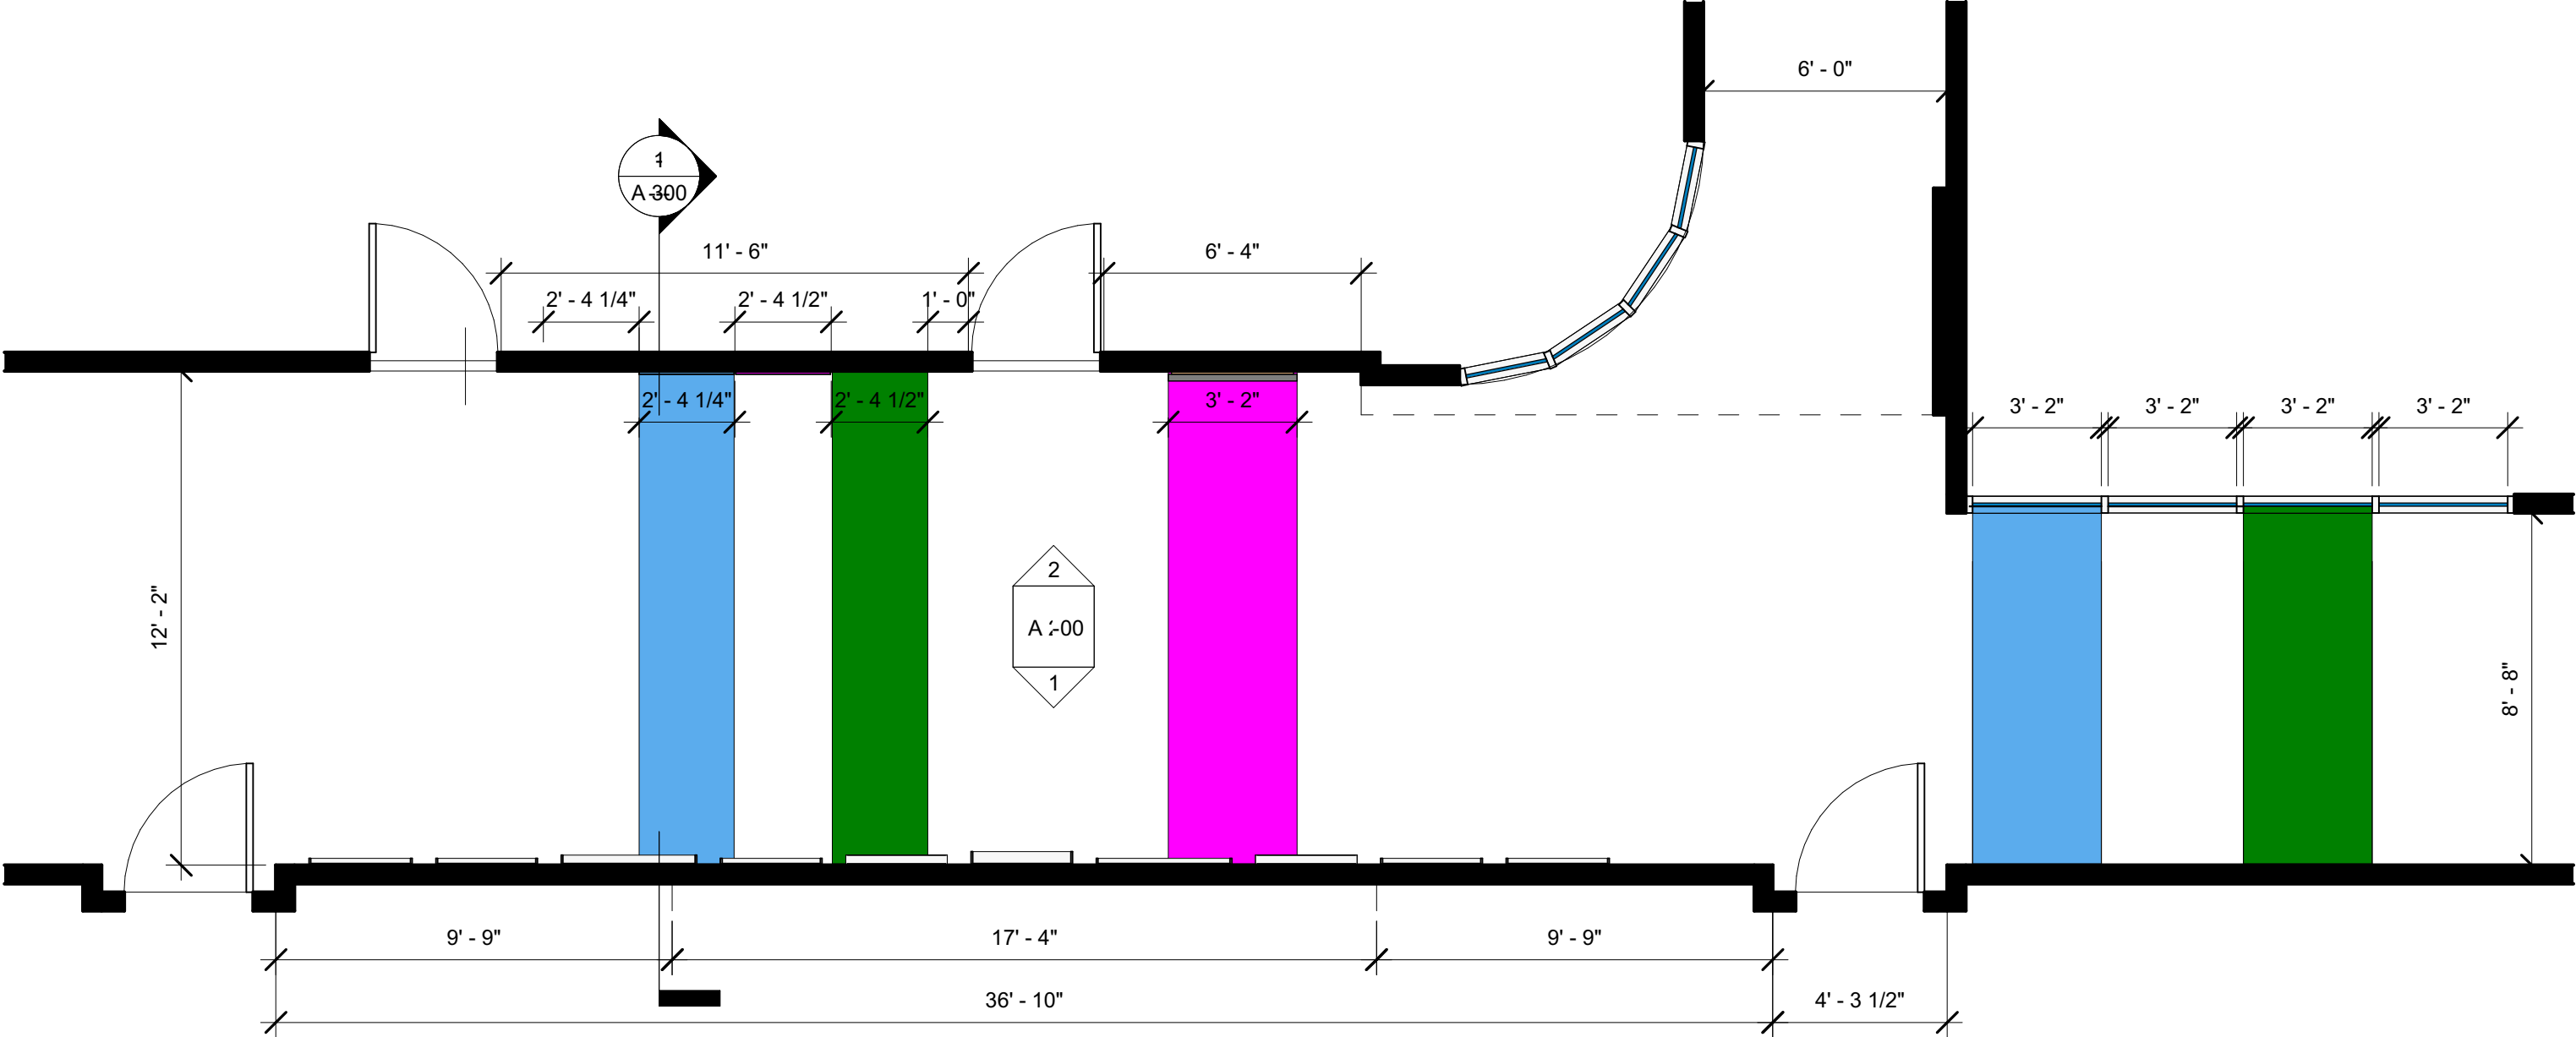 6' - 0"
1
A 300
11' - 6"
6' - 4"
2' - 4 1/4"
2' - 4 1/2"
1' - 0"
2' - 4 1/4"
2' - 4 1/2"
3' - 2"
3' - 2"
3' - 2"
3' - 2"
3' - 2"
12' - 2"
2
1
8' - 8"
9' - 9"
17' - 4"
9' - 9"
36' - 10"
4' - 3 1/2"